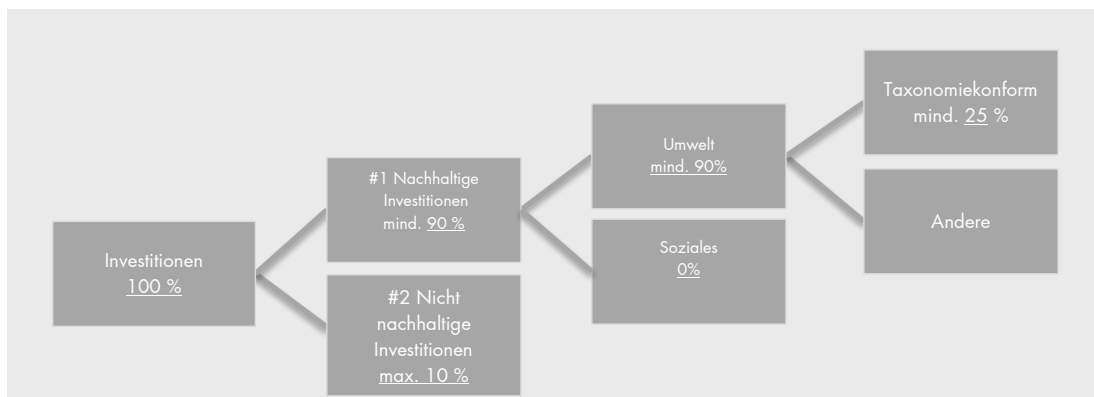 Investitionen
100 %
#1 Nachhaltige
Investitionen
mind. 90 %
#2 Nicht
nachhaltige
Investitionen
max. 10 %
Umwelt
mind. 90%
Soziales
0%
Taxonomiekonform
mind. 25 %
Andere